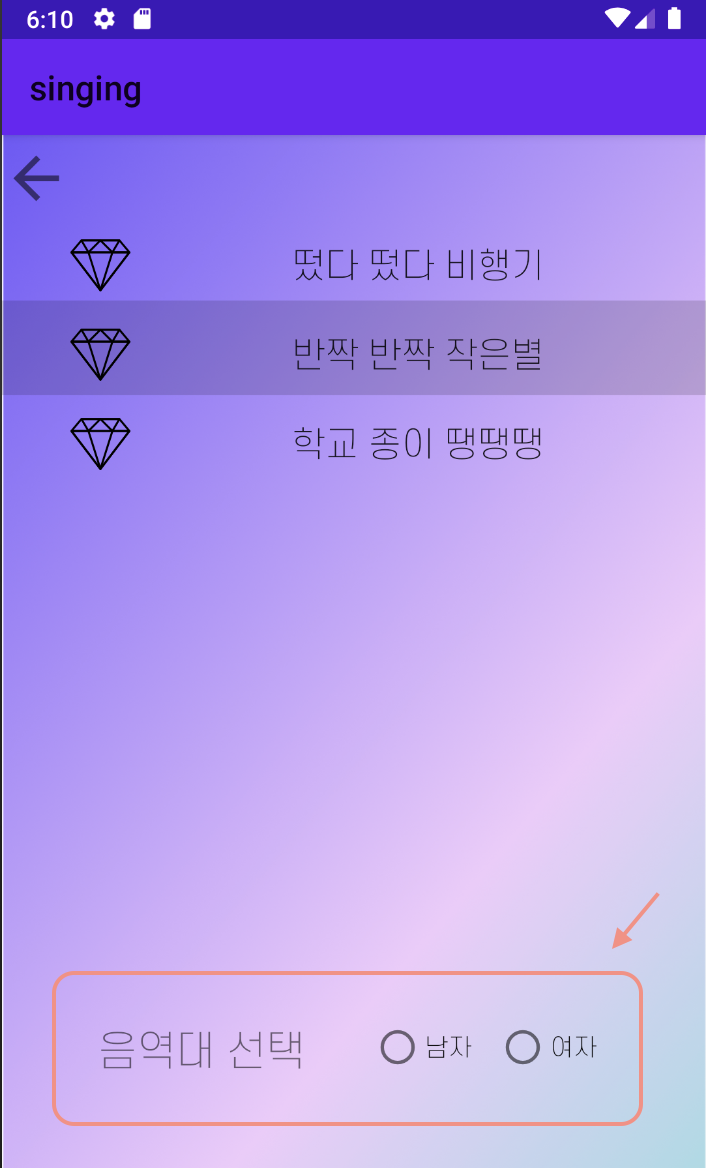 6:10
singing
떴다 떴다 비행기
반짝 반짝 작은별
학교 종이 땡땡땡
음역대 선택 남자 여자